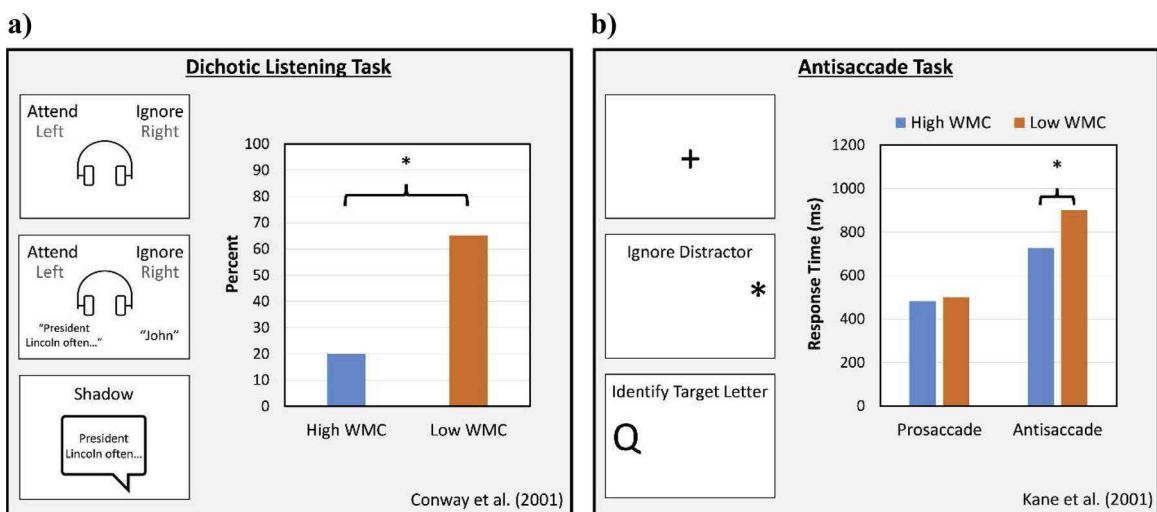 a)
Dichotic Listening Task
Attend Ignore
Left Right
Attend Ignore
Left Right
"President
Lincoln often..."
"John"
Shadow
President
Lincoln often...
Percent
100
90
80
70
60
50
40
30
20
10
0
*
High WMC Low WMC
Conway et al. (2001)
b)
Antisaccade Task
+
Ignore Distractor
*
Identify Target Letter
Q
High WMC Low WMC
Response Time (ms)
1200
1000
800
600
400
200
0
*
Prosaccade Antisaccade
Kane et al. (2001)